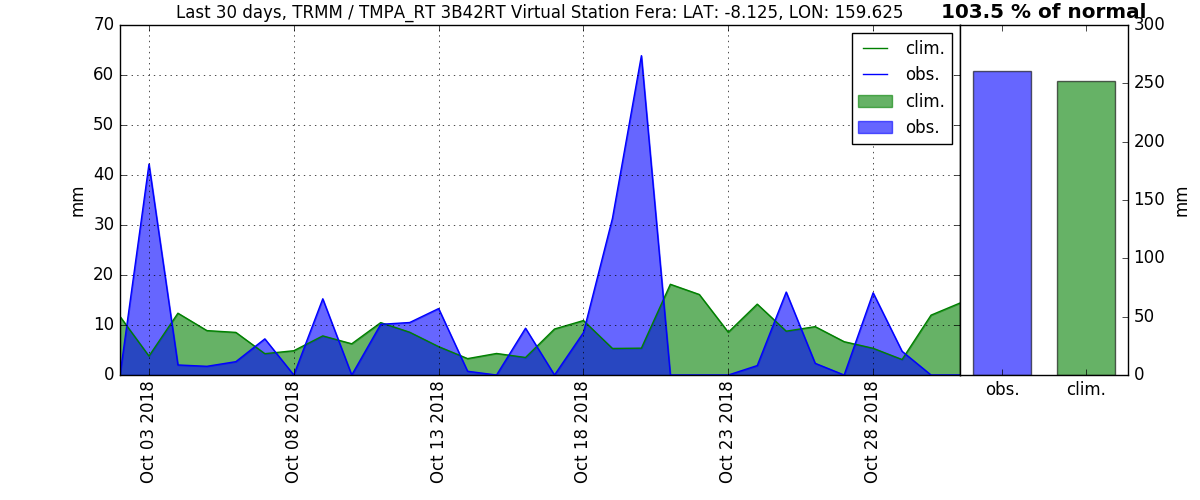 Last 30 days, TRMM / TMPA_RT 3B42RT Virtual Station Fera: LAT: -8.125, LON: 159.625
103.5 % of normal
70
60
50
40
30
20
10
0
mm
clim.
obs.
clim.
obs.
Oct 03 2018
Oct 08 2018
Oct 13 2018
Oct 18 2018
Oct 23 2018
Oct 28 2018
300
250
200
150
100
50
0
mm
obs.
clim.